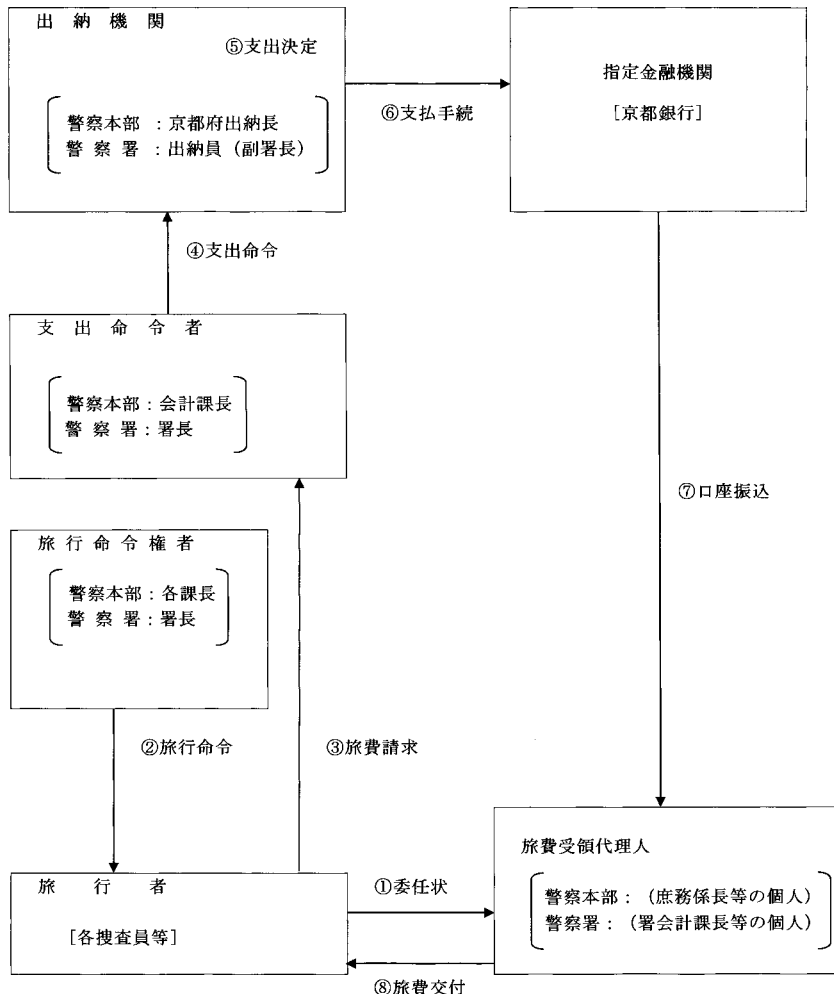 出納機関
⑤支出決定
警察本部：京都府出納長
警察署：出納員（副署長）
⑥支払手続
指定金融機関
［京都銀行］
④支出命令
支出命令者
警察本部：会計課長
警察署：署長
⑦口座振込
旅行命令権者
警察本部：各課長
警察署：署長
②旅行命令
③旅費請求
旅費受領代理人
警察本部：（庶務係長等の個人）
警察署：（署会計課長等の個人）
旅行者
［各捜査員等］
①委任状
⑧旅費交付